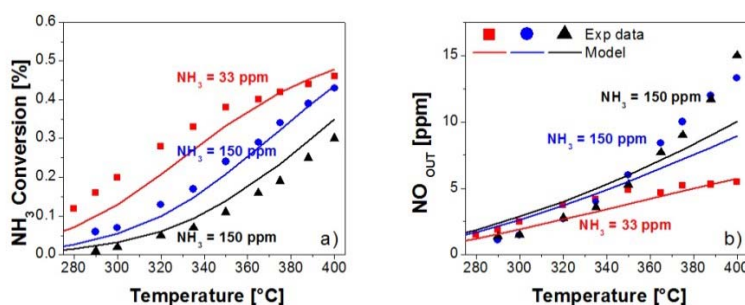 0.6
0.5
0.4
0.3
0.2
0.1
0.0
NH3 Conversion [%]
NH3 = 33 ppm
NH3 = 150 ppm
NH3 = 150 ppm
a)
280 300 320 340 360 380 400
Temperature [°C]
15
10
5
0
NO OUT [ppm]
Exp data
Model
NH3 = 150 ppm
NH3 = 150 ppm
NH3 = 33 ppm
b)
280 300 320 340 360 380 400
Temperature [°C]